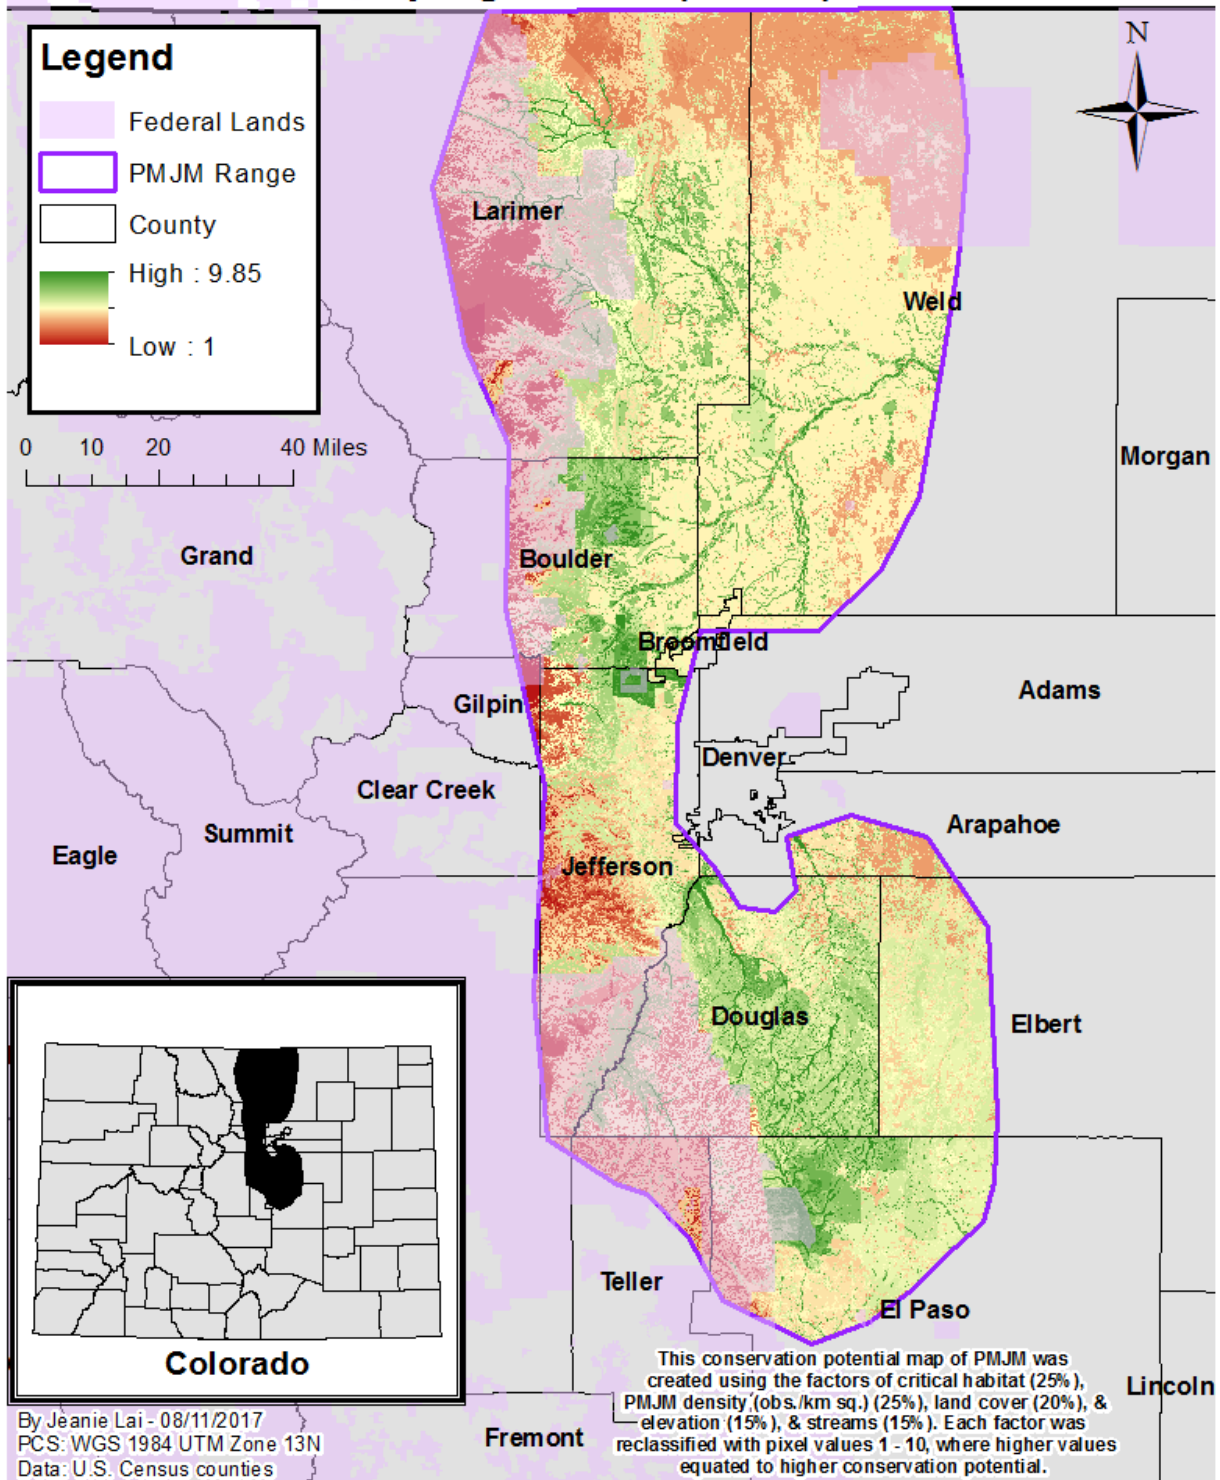 Legend
Federal Lands
PMJM Range
County
High : 9.85
Low : 1
N
0 10 20 40 Miles
Larimer
Weld
Morgan
Grand
Boulder
Broomfield
Adams
Gilpin
Denver
Clear Creek
Summit
Arapahoe
Eagle
Jefferson
Douglas
Elbert
Teller
El Paso
Colorado
Lincoln
Fremont
This conservation potential map of PMJM was
created using the factors of critical habitat (25%),
PMJM density (obs./km sq.) (25%), land cover (20%), &
elevation (15%), & streams (15%). Each factor was
reclassified with pixel values 1 - 10, where higher values
equated to higher conservation potential.
By Jeanie Lai - 08/11/2017
PCS: WGS 1984 UTM Zone 13N
Data: U.S. Census counties